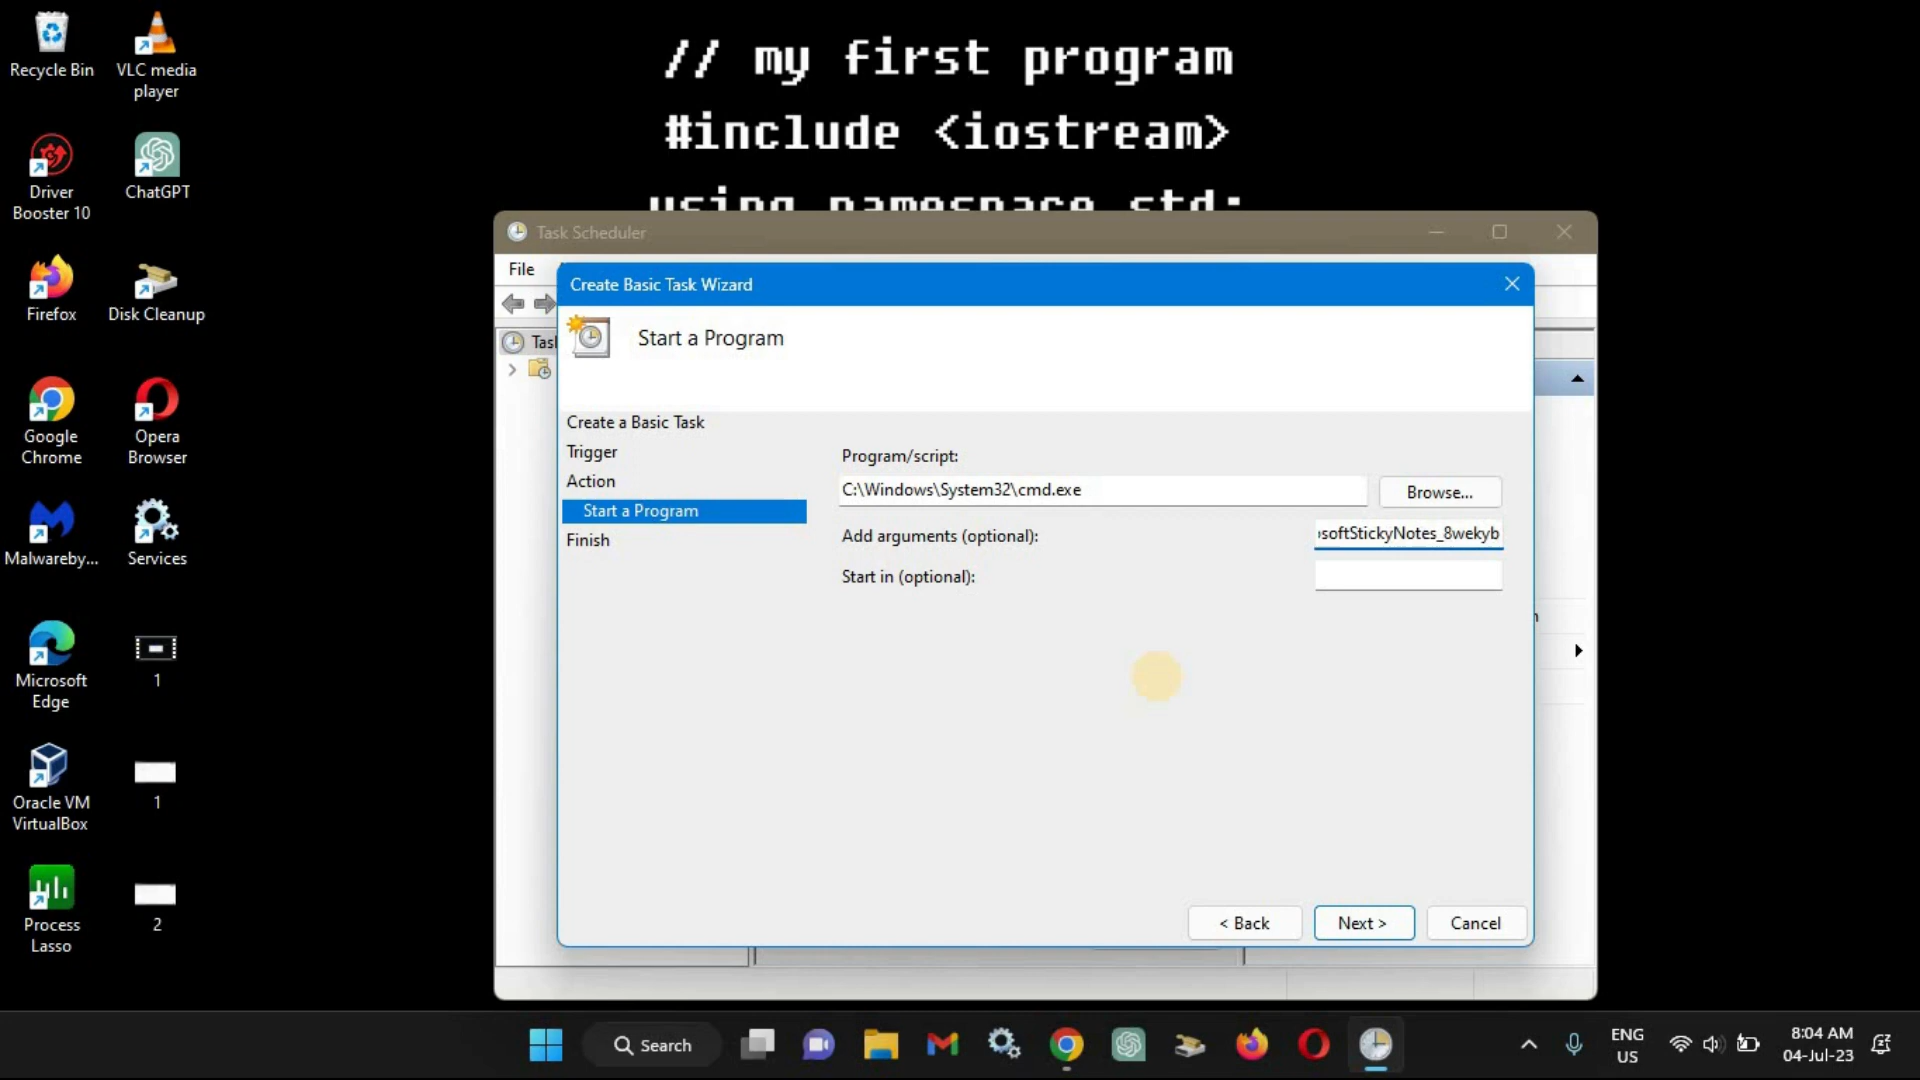 // my first program
#include <iostream>
using namespace std;
Recycle Bin
VLC media
player
Driver
Booster 10
ChatGPT
Firefox
Disk Cleanup
Google
Chrome
Opera
Browser
Malwareby...
Services
Microsoft
Edge
1
Oracle VM
VirtualBox
1
Process
Lasso
2
Task Scheduler
File
Task
Create Basic Task Wizard
Start a Program
Create a Basic Task
Trigger
Action
Start a Program
Finish
Program/script:
C:\Windows\System32\cmd.exe
Browse...
Add arguments (optional):
softStickyNotes_8wekyb
Start in (optional):
< Back
Next >
Cancel
Search
ENG
US
8:04 AM
04-Jul-23